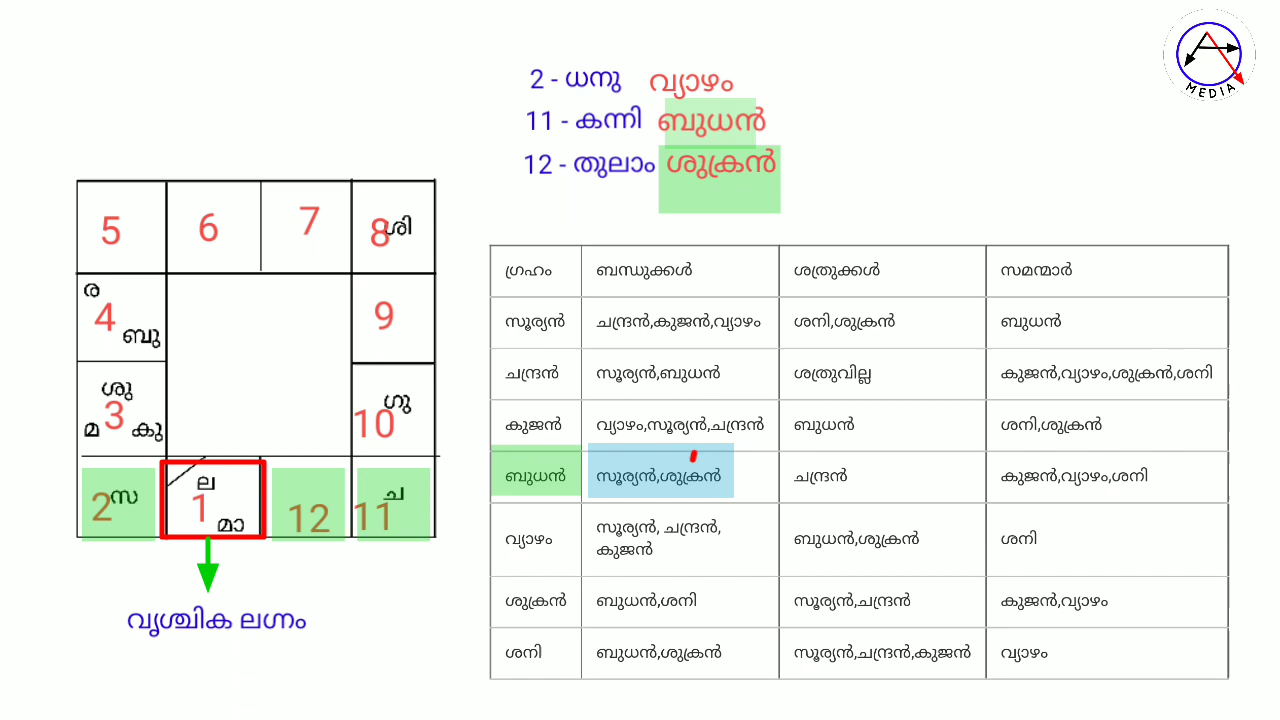 MEDIA
2 - ധനു വ്യാഴം
11 - കന്നി ബുധൻ
12 - തുലാം ശുക്രൻ
5 6 7 8 ശി
ര
4 ബു
9
ശു
മ 3 കു
ഗു
10
2 സ
ല
1 മാ
12
ച
11
വൃശ്ചിക ലഗ്നം
ഗ്രഹം ബന്ധുക്കൾ ശത്രുക്കൾ സമന്മാർ
സൂര്യൻ ചന്ദ്രൻ,കുജൻ,വ്യാഴം ശനി,ശുക്രൻ ബുധൻ
ചന്ദ്രൻ സൂര്യൻ,ബുധൻ ശത്രുവില്ല കുജൻ,വ്യാഴം,ശുക്രൻ,ശനി
കുജൻ വ്യാഴം,സൂര്യൻ,ചന്ദ്രൻ ബുധൻ ശനി,ശുക്രൻ
ബുധൻ സൂര്യൻ,ശുക്രൻ ചന്ദ്രൻ കുജൻ,വ്യാഴം,ശനി
വ്യാഴം സൂര്യൻ, ചന്ദ്രൻ, ബുധൻ,ശുക്രൻ ശനി
കുജൻ
ശുക്രൻ ബുധൻ,ശനി സൂര്യൻ,ചന്ദ്രൻ കുജൻ,വ്യാഴം
ശനി ബുധൻ,ശുക്രൻ സൂര്യൻ,ചന്ദ്രൻ,കുജൻ വ്യാഴം